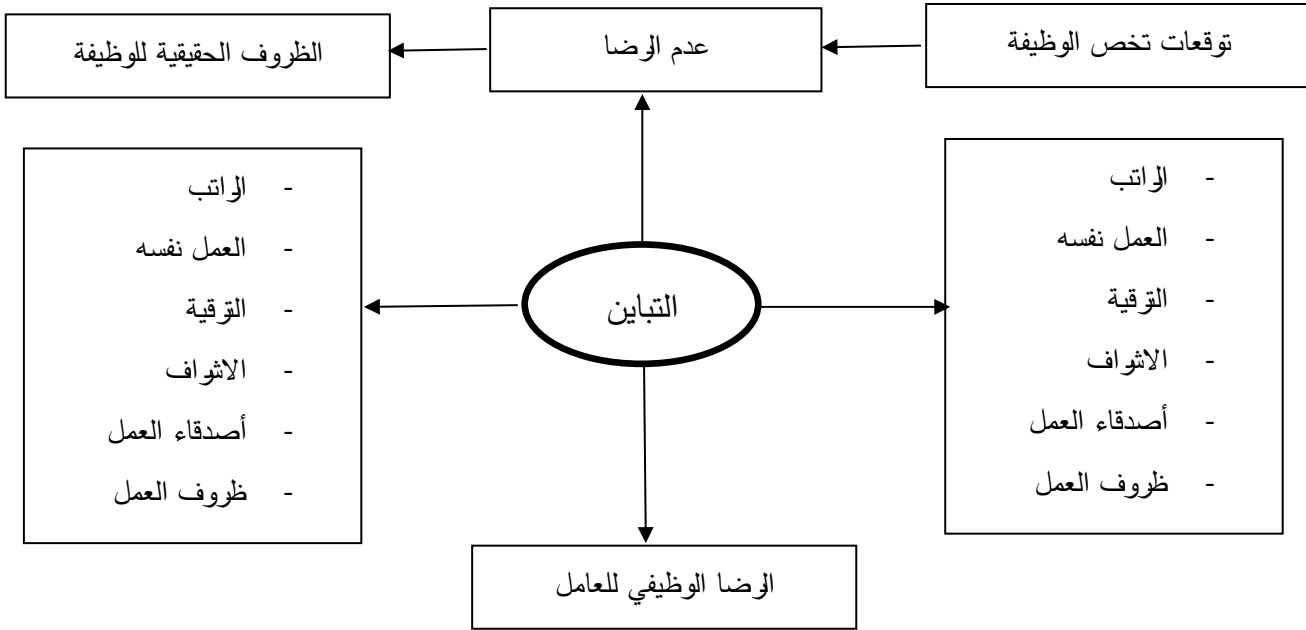 توقعات تخص الوظيفة
عدم الرضا
الظروف الحقيقية للوظيفة
- الراتب
- العمل نفسه
- الترقية
- الاشراف
- أصدقاء العمل
- ظروف العمل
التباين
- الراتب
- العمل نفسه
- الترقية
- الاشراف
- أصدقاء العمل
- ظروف العمل
الرضا الوظيفي للعامل